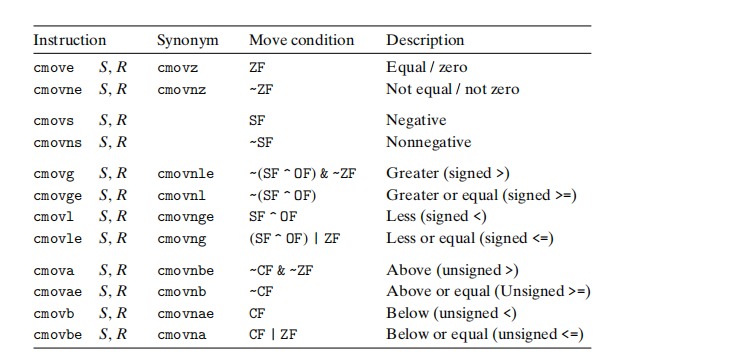 Instruction Synonym Move condition Description
cmove S, R cmovz ZF Equal / zero
cmovne S, R cmovnz ~ZF Not equal / not zero
cmovs S, R SF Negative
cmovns S, R ~SF Nonnegative
cmovg S, R cmovnle ~(SF ^ OF) & ~ZF Greater (signed >)
cmovge S, R cmovnl ~(SF ^ OF) Greater or equal (signed >=)
cmovl S, R cmovnge SF ^ OF Less (signed <)
cmovle S, R cmovng (SF ^ OF) | ZF Less or equal (signed <=)
cmova S, R cmovnbe ~CF & ~ZF Above (unsigned >)
cmovae S, R cmovnb ~CF Above or equal (Unsigned >=)
cmovb S, R cmovnae CF Below (unsigned <)
cmovbe S, R cmovna CF | ZF Below or equal (unsigned <=)